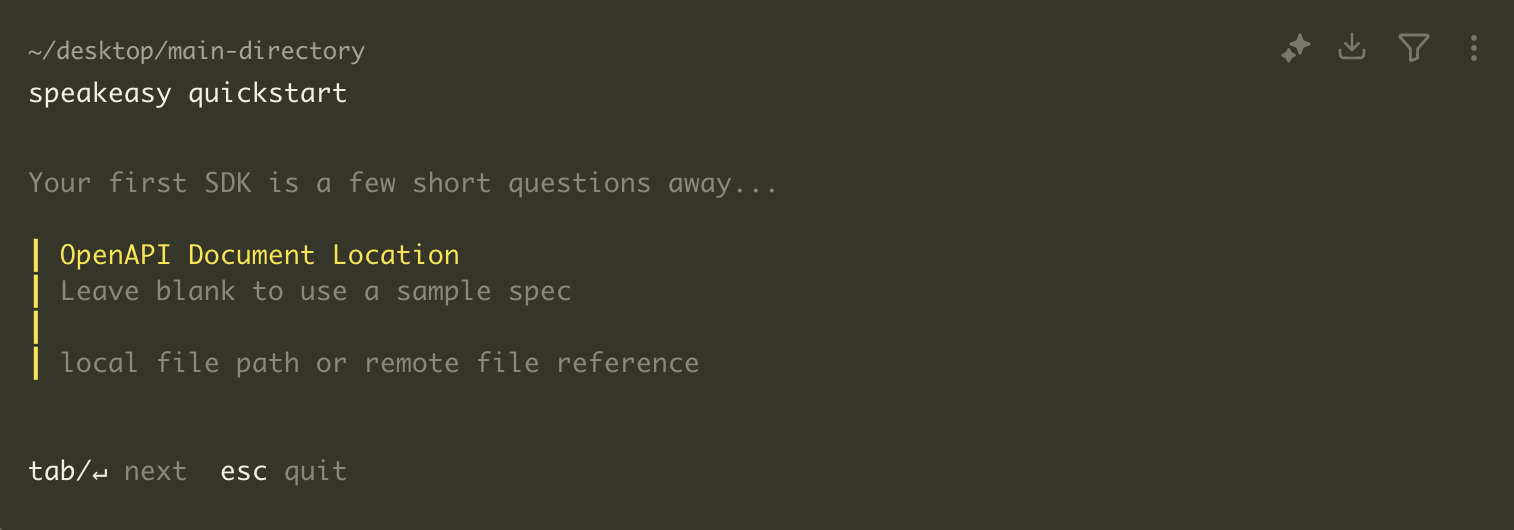 ~/desktop/main-directory
speakeasy quickstart
Your first SDK is a few short questions away...
OpenAPI Document Location
Leave blank to use a sample spec
local file path or remote file reference
tab/↵ next  esc quit